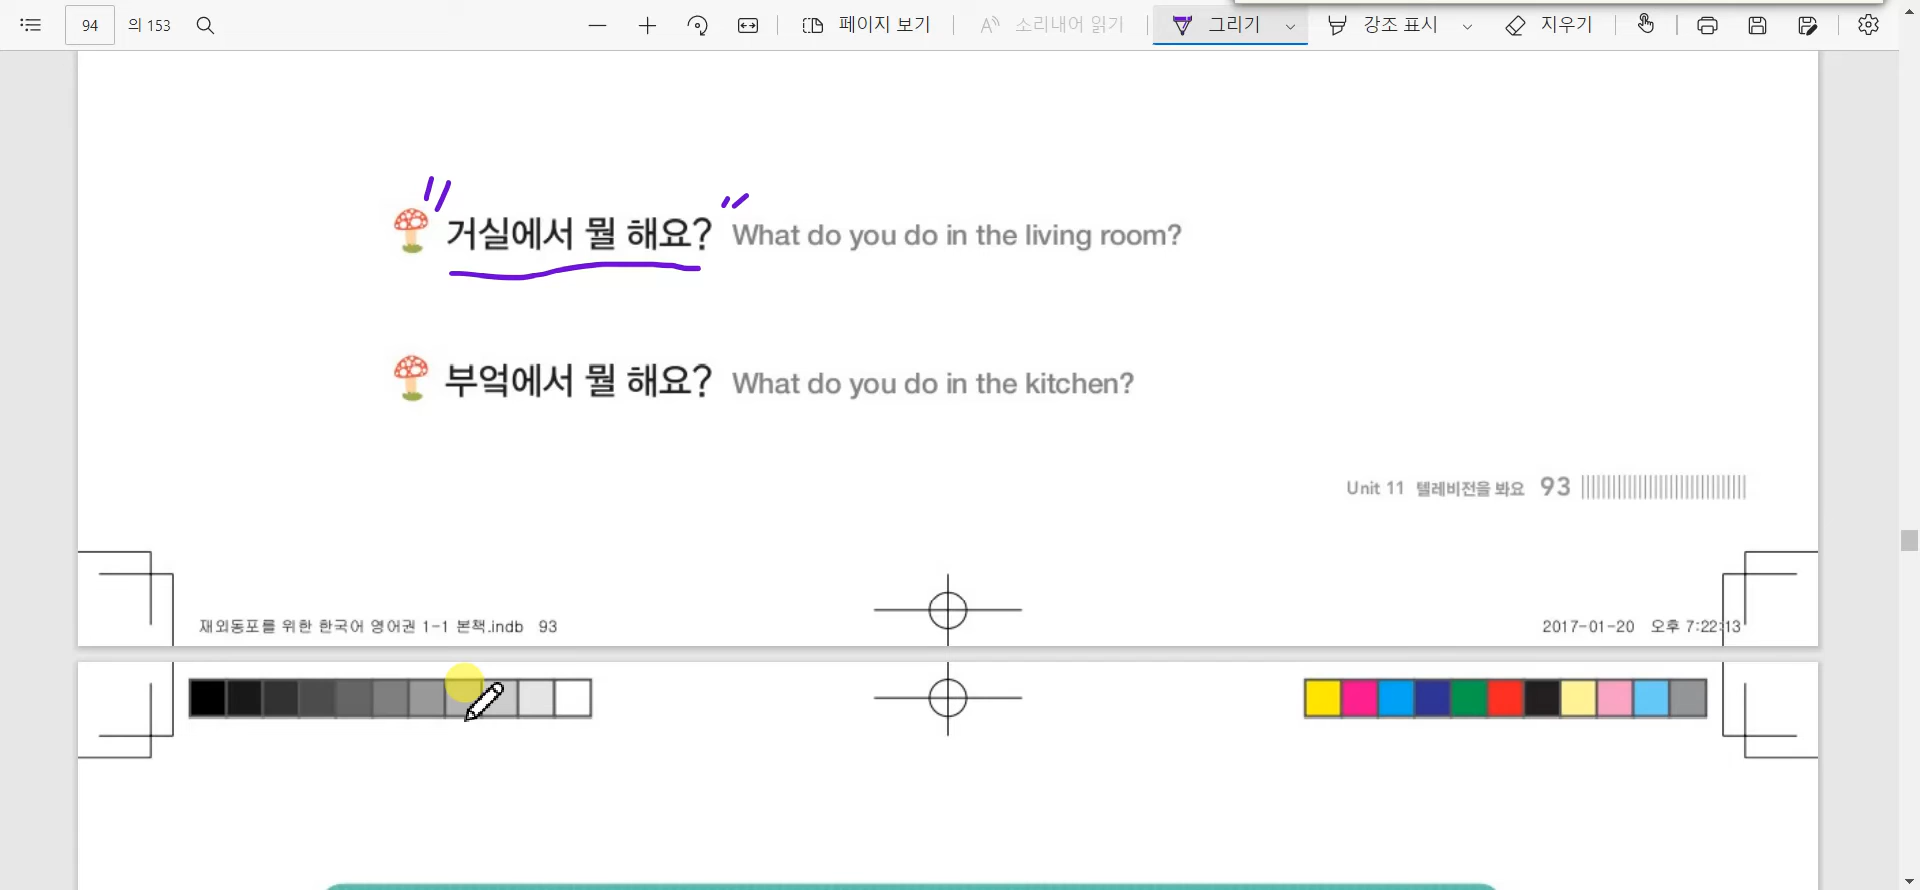 94 의 153 페이지 보기 소리내어 읽기 그리기 강조 표시 지우기
거실에서 뭘 해요? What do you do in the living room?
부엌에서 뭘 해요? What do you do in the kitchen?
Unit 11 텔레비전을 봐요 93
재외동포를 위한 한국어 영어권 1-1 본책.indb 93
2017-01-20 오후 7:22:13